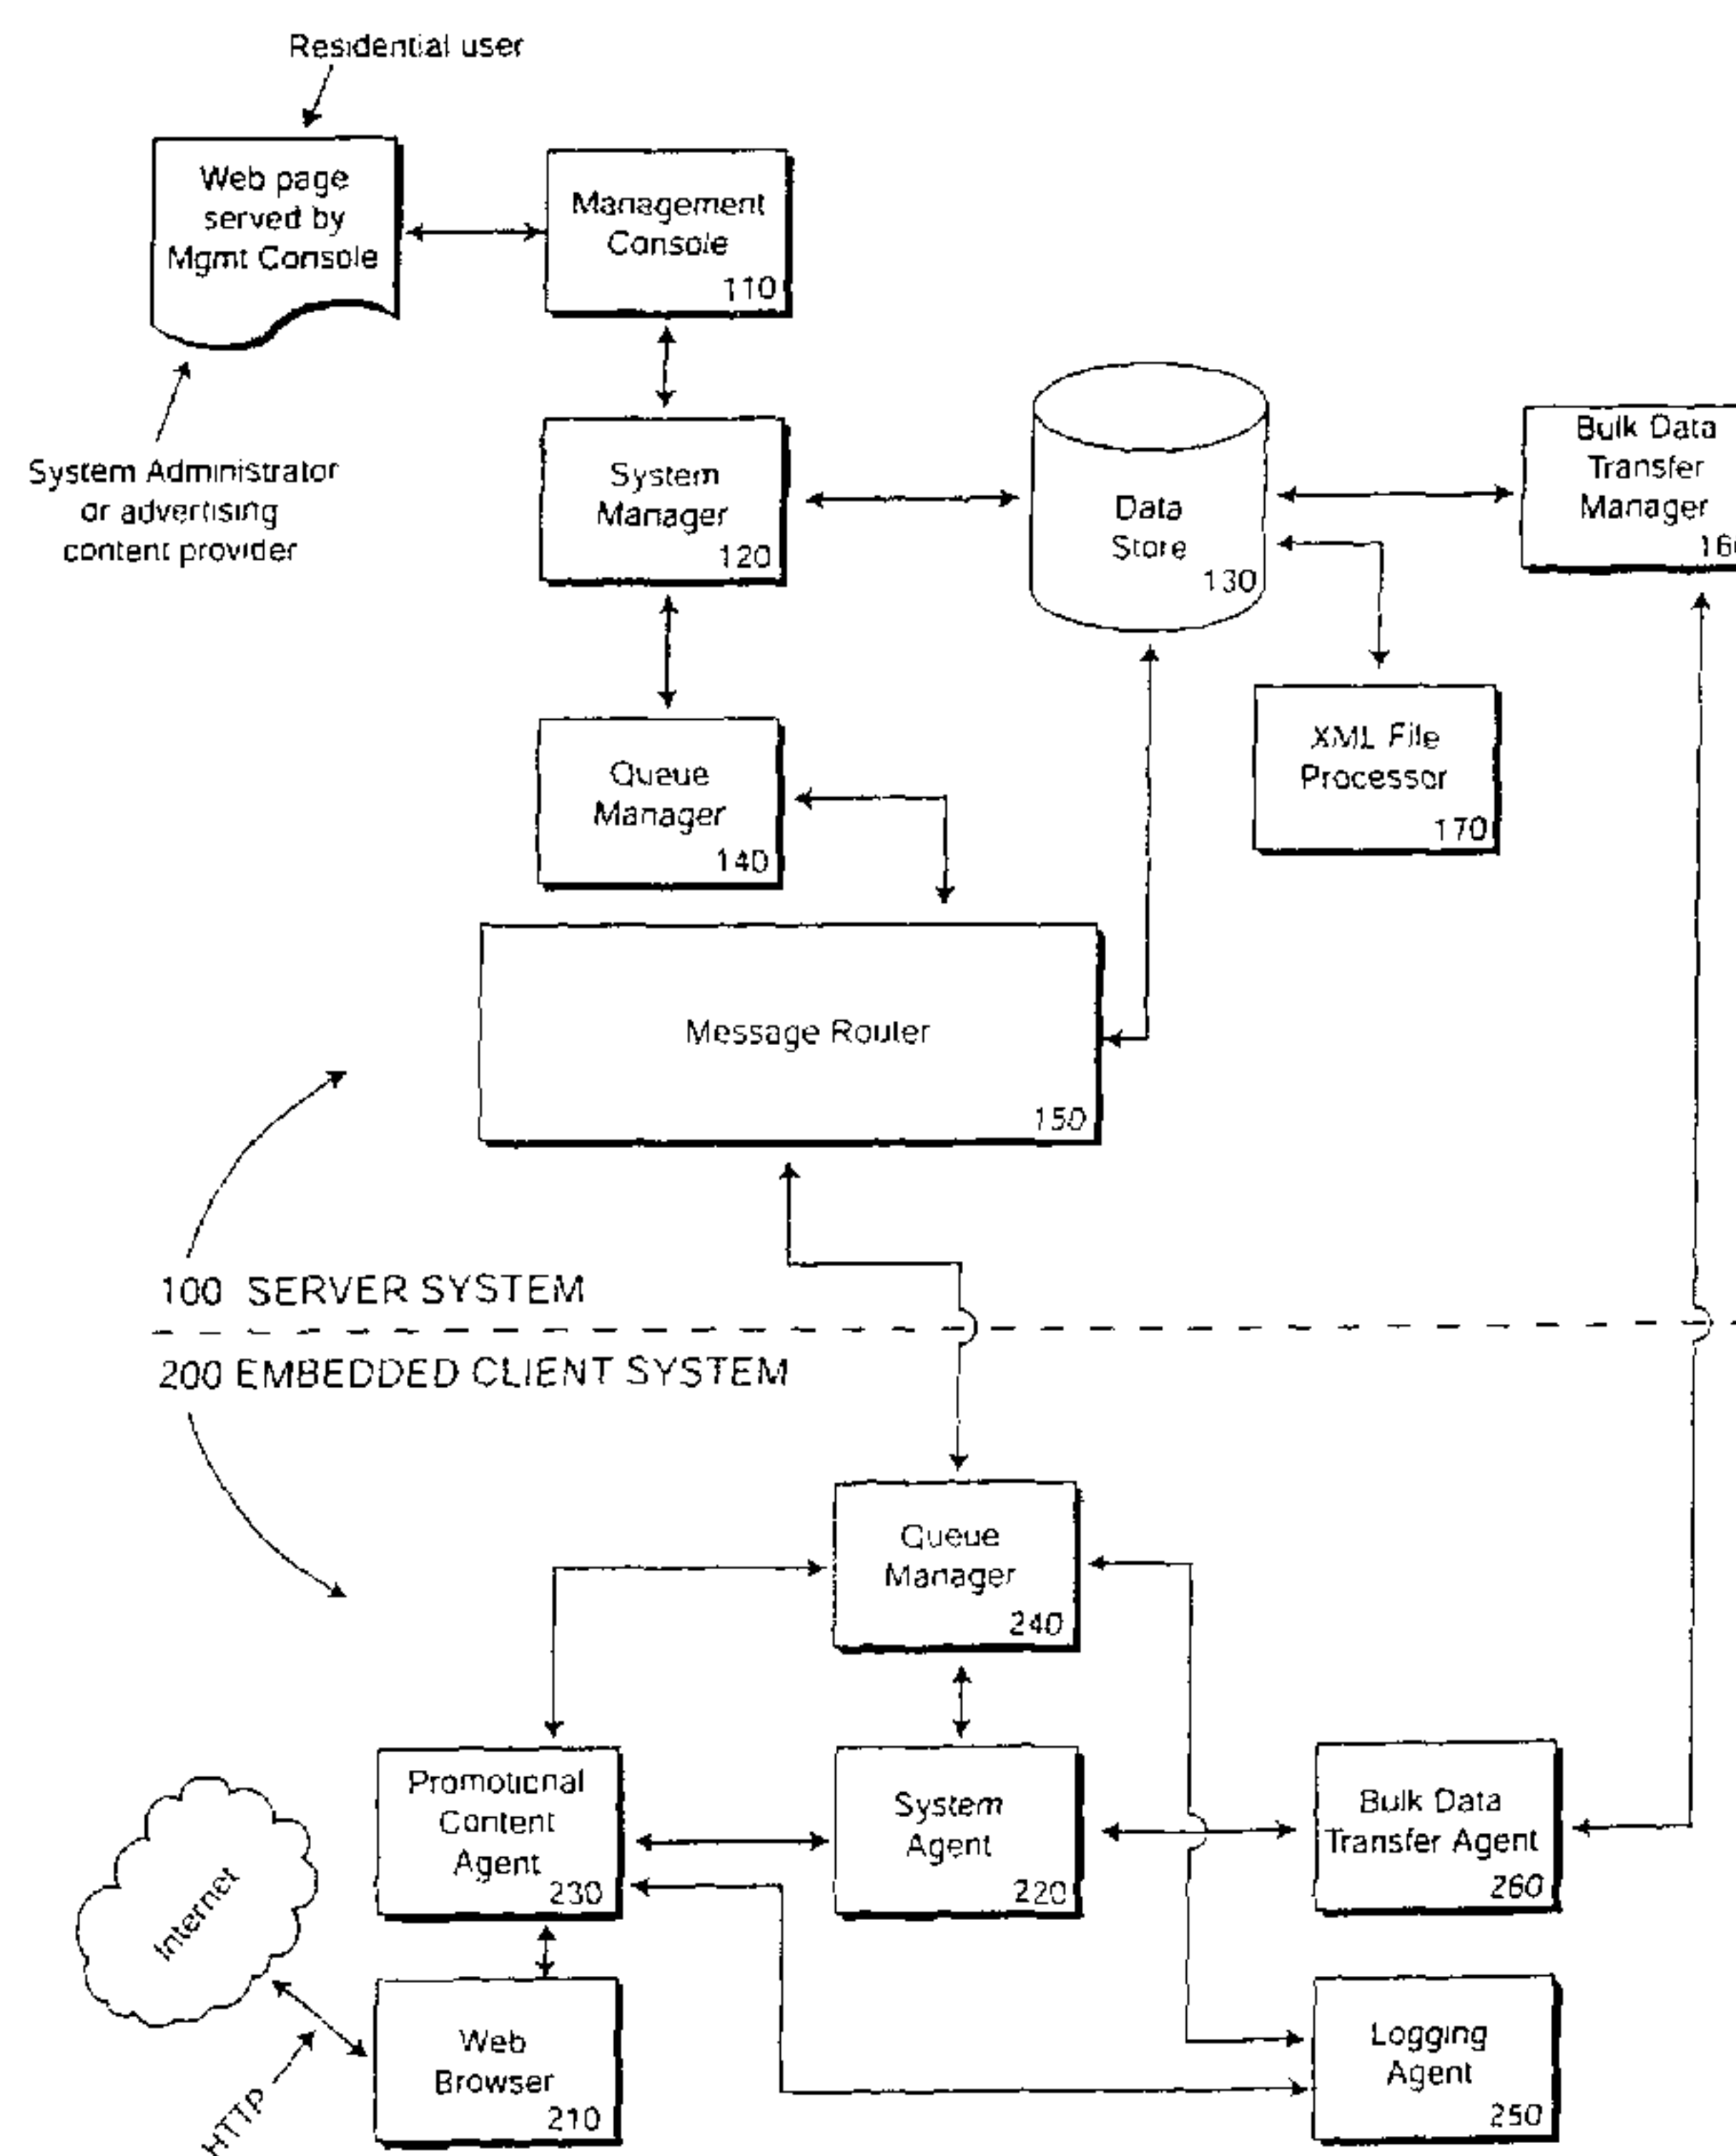 Residential user
Web page
served by
Mgmt Console
Management
Console
110
System Administrator
or advertising
content provider
System
Manager
120
Data
Store
130
Bulk Data
Transfer
Manager
Queue
Manager
140
XML File
Processor
170
Message Router
150
100 SERVER SYSTEM
200 EMBEDDED CLIENT SYSTEM
Queue
Manager
240
Promotional
Content
Agent
230
System
Agent
220
Bulk Data
Transfer Agent
260
Internet
Web
Browser
210
HTTP
Logging
Agent
250